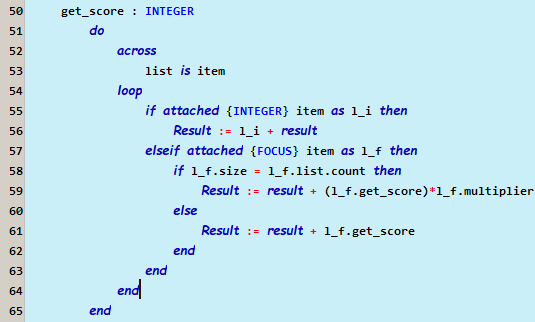 50 get_score : INTEGER
51 do
52 across
53 list is item
54 loop
55 if attached {INTEGER} item as l_i then
56 Result := l_i + result
57 elseif attached {FOCUS} item as l_f then
58 if l_f.size = l_f.list.count then
59 Result := result + (l_f.get_score)*l_f.multiplier
60 else
61 Result := result + l_f.get_score
62 end
63 end
64 end
65 end